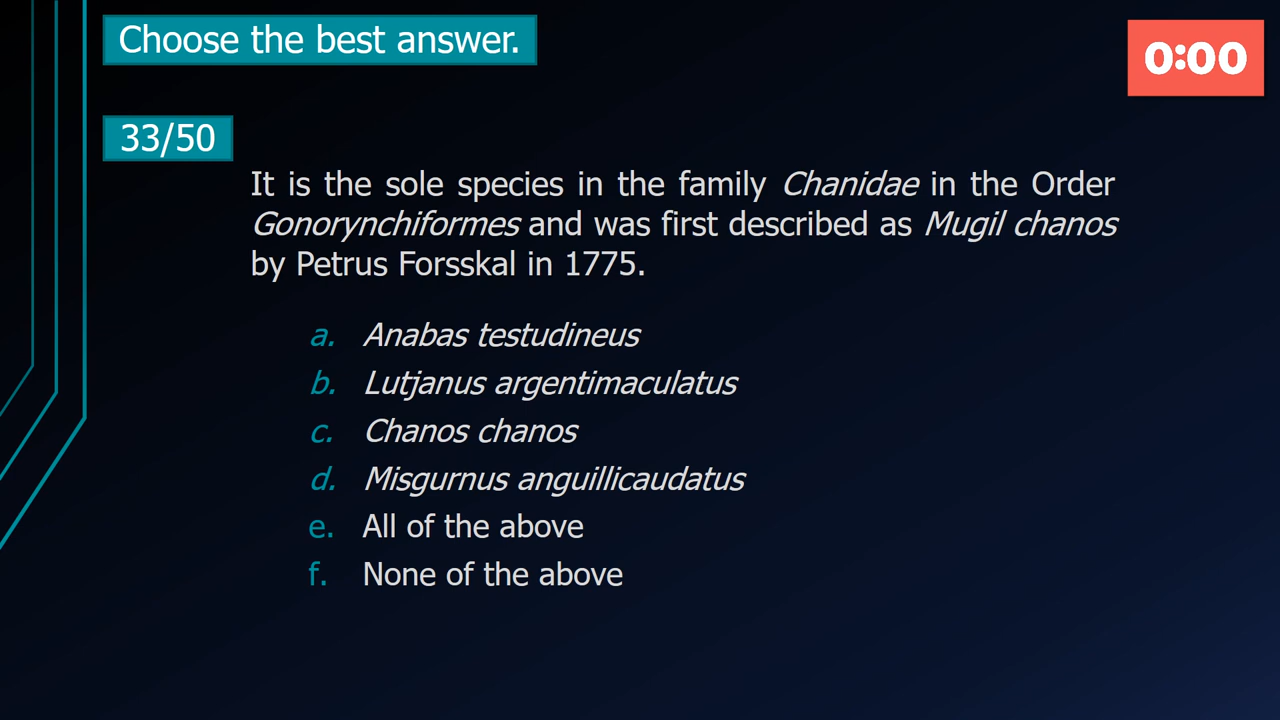 Choose the best answer.
0:00
33/50
It is the sole species in the family Chanidae in the Order
Gonorynchiformes and was first described as Mugil chanos
by Petrus Forsskal in 1775.
a. Anabas testudineus
b. Lutjanus argentimaculatus
c. Chanos chanos
d. Misgurnus anguillicaudatus
e. All of the above
f. None of the above